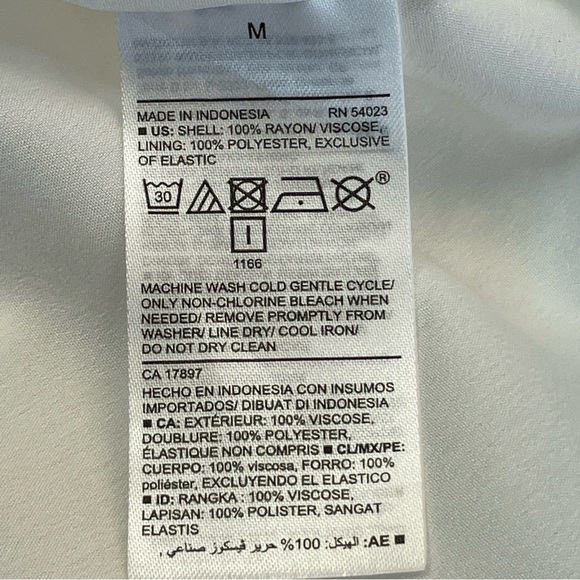 M
MADE IN INDONESIA RN 54023
■ US: SHELL: 100% RAYON/ VISCOSE,
LINING: 100% POLYESTER, EXCLUSIVE
OF ELASTIC
30
®
1166
MACHINE WASH COLD GENTLE CYCLE/
ONLY NON-CHLORINE BLEACH WHEN
NEEDED/ REMOVE PROMPTLY FROM
WASHER/ LINE DRY/ COOL IRON/
DO NOT DRY CLEAN
CA 17897
HECHO EN INDONESIA CON INSUMOS
IMPORTADOS/ DIBUAT DI INDONESIA
■ CA: EXTÉRIEUR: 100% VISCOSE,
DOUBLURE: 100% POLYESTER,
ÉLASTIQUE NON COMPRIS ■ CL/MX/PE:
CUERPO: 100% viscosa, FORRO: 100%
poliéster, EXCLUYENDO EL ELASTICO
■ ID: RANGKA : 100% VISCOSE,
LAPISAN: 100% POLISTER, SANGAT
ELASTIS
■ AE: الهيكل: 100% حرير فيسكوز صناعي ,